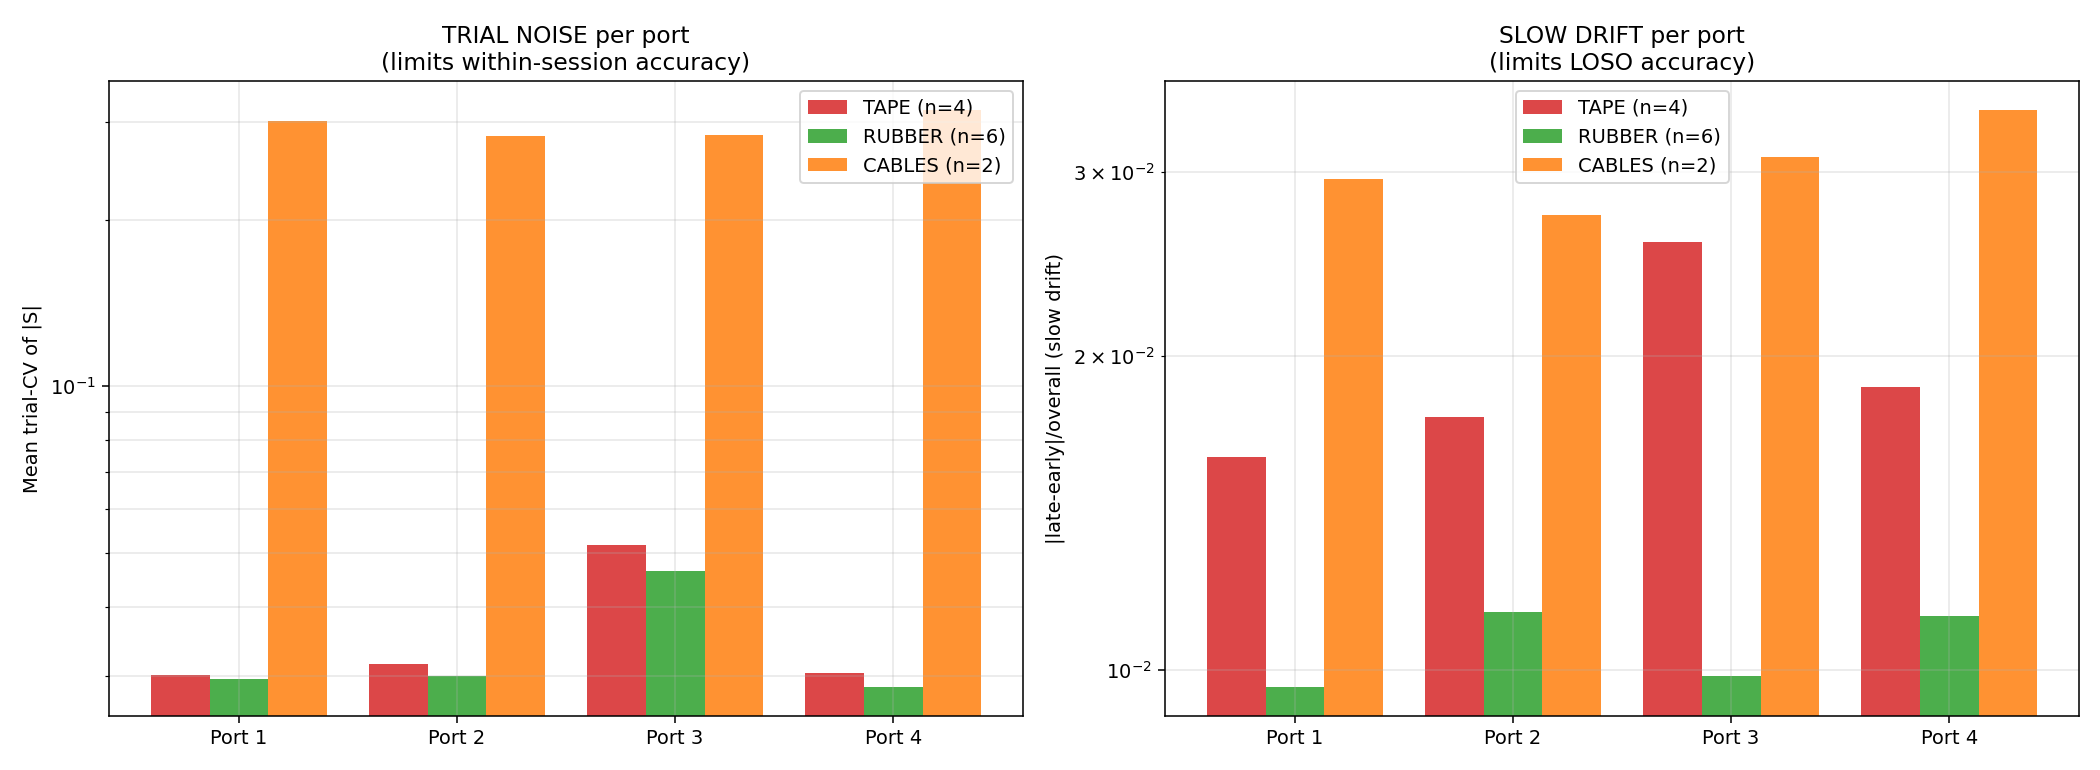 TRIAL NOISE per port
(limits within-session accuracy)
Mean trial-CV of |S|
10⁻¹
TAPE (n=4)
RUBBER (n=6)
CABLES (n=2)
Port 1
Port 2
Port 3
Port 4
SLOW DRIFT per port
(limits LOSO accuracy)
|late-early|/overall (slow drift)
3 × 10⁻²
2 × 10⁻²
10⁻²
TAPE (n=4)
RUBBER (n=6)
CABLES (n=2)
Port 1
Port 2
Port 3
Port 4